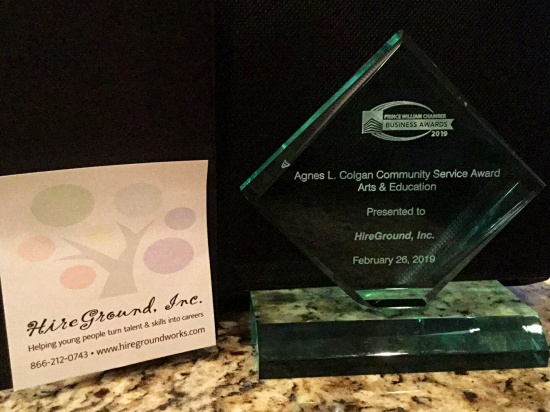 HireGround, Inc.
Helping young people turn talent & skills into careers
866-212-0743 • www.hiregroundworks.com
PRINCE WILLIAM CHAMBER
BUSINESS AWARDS
2019
Agnes L. Colgan Community Service Award
Arts & Education
Presented to
HireGround, Inc.
February 26, 2019